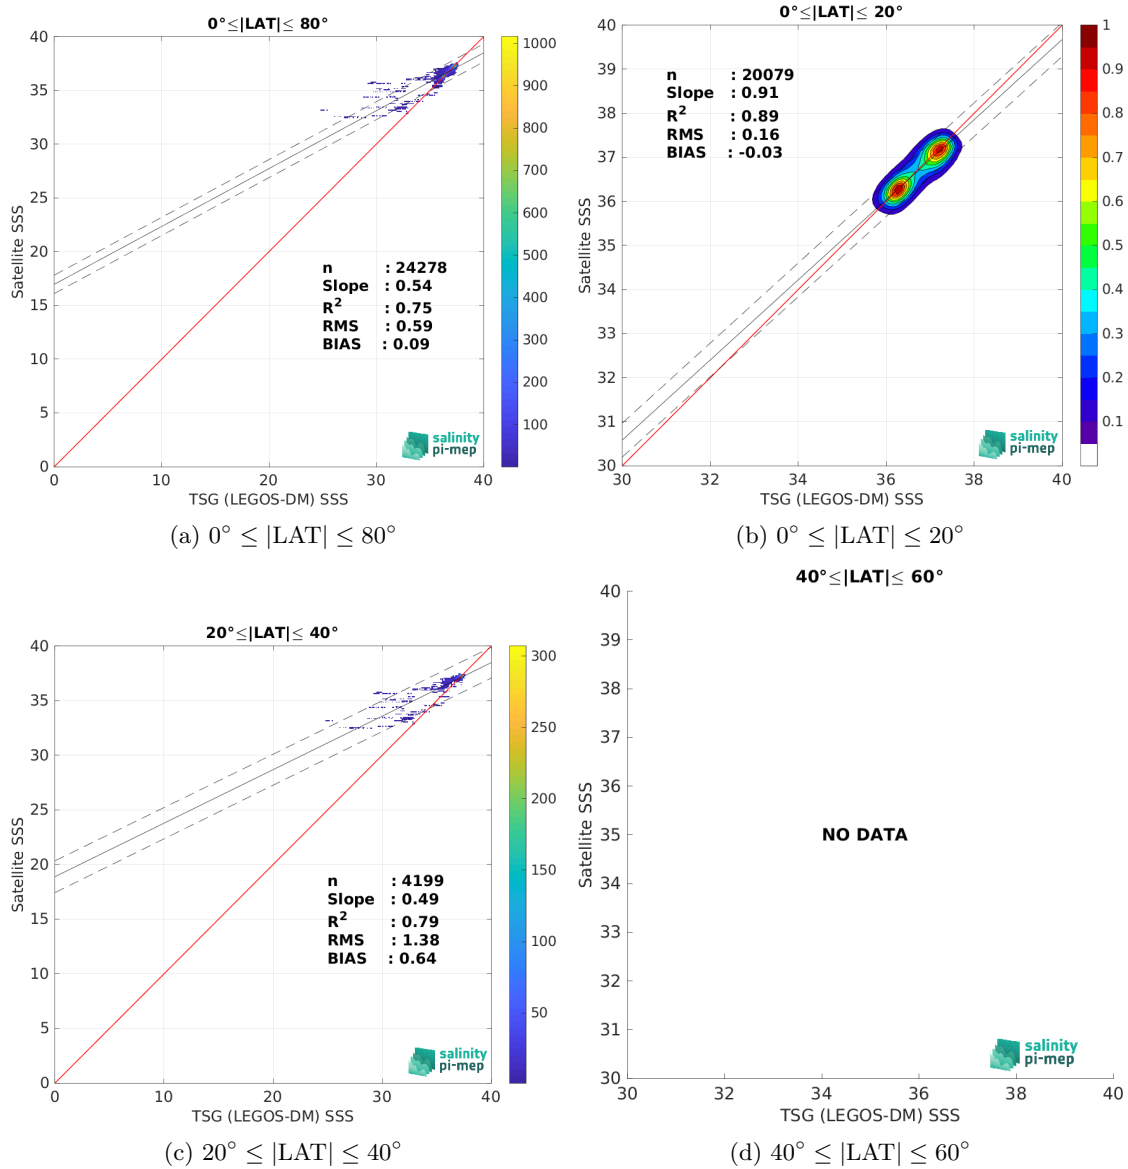 0°≤|LAT|≤ 80°
40
35
30
25
20
15
10
5
0
0
10
20
30
40
Satellite SSS
TSG (LEGOS-DM) SSS
n : 24278
Slope : 0.54
R² : 0.75
RMS : 0.59
BIAS : 0.09
salinity
pi-mep
1000
900
800
700
600
500
400
300
200
100
(a) 0° ≤ |LAT| ≤ 80°
0°≤|LAT|≤ 20°
40
39
38
37
36
35
34
33
32
31
30
30
32
34
36
38
40
Satellite SSS
TSG (LEGOS-DM) SSS
n : 20079
Slope : 0.91
R² : 0.89
RMS : 0.16
BIAS : -0.03
salinity
pi-mep
1
0.9
0.8
0.7
0.6
0.5
0.4
0.3
0.2
0.1
(b) 0° ≤ |LAT| ≤ 20°
20°≤|LAT|≤ 40°
40
35
30
25
20
15
10
5
0
0
10
20
30
40
Satellite SSS
TSG (LEGOS-DM) SSS
n : 4199
Slope : 0.49
R² : 0.79
RMS : 1.38
BIAS : 0.64
salinity
pi-mep
300
250
200
150
100
50
(c) 20° ≤ |LAT| ≤ 40°
40°≤|LAT|≤ 60°
40
39
38
37
36
35
34
33
32
31
30
30
32
34
36
38
40
Satellite SSS
TSG (LEGOS-DM) SSS
NO DATA
salinity
pi-mep
(d) 40° ≤ |LAT| ≤ 60°